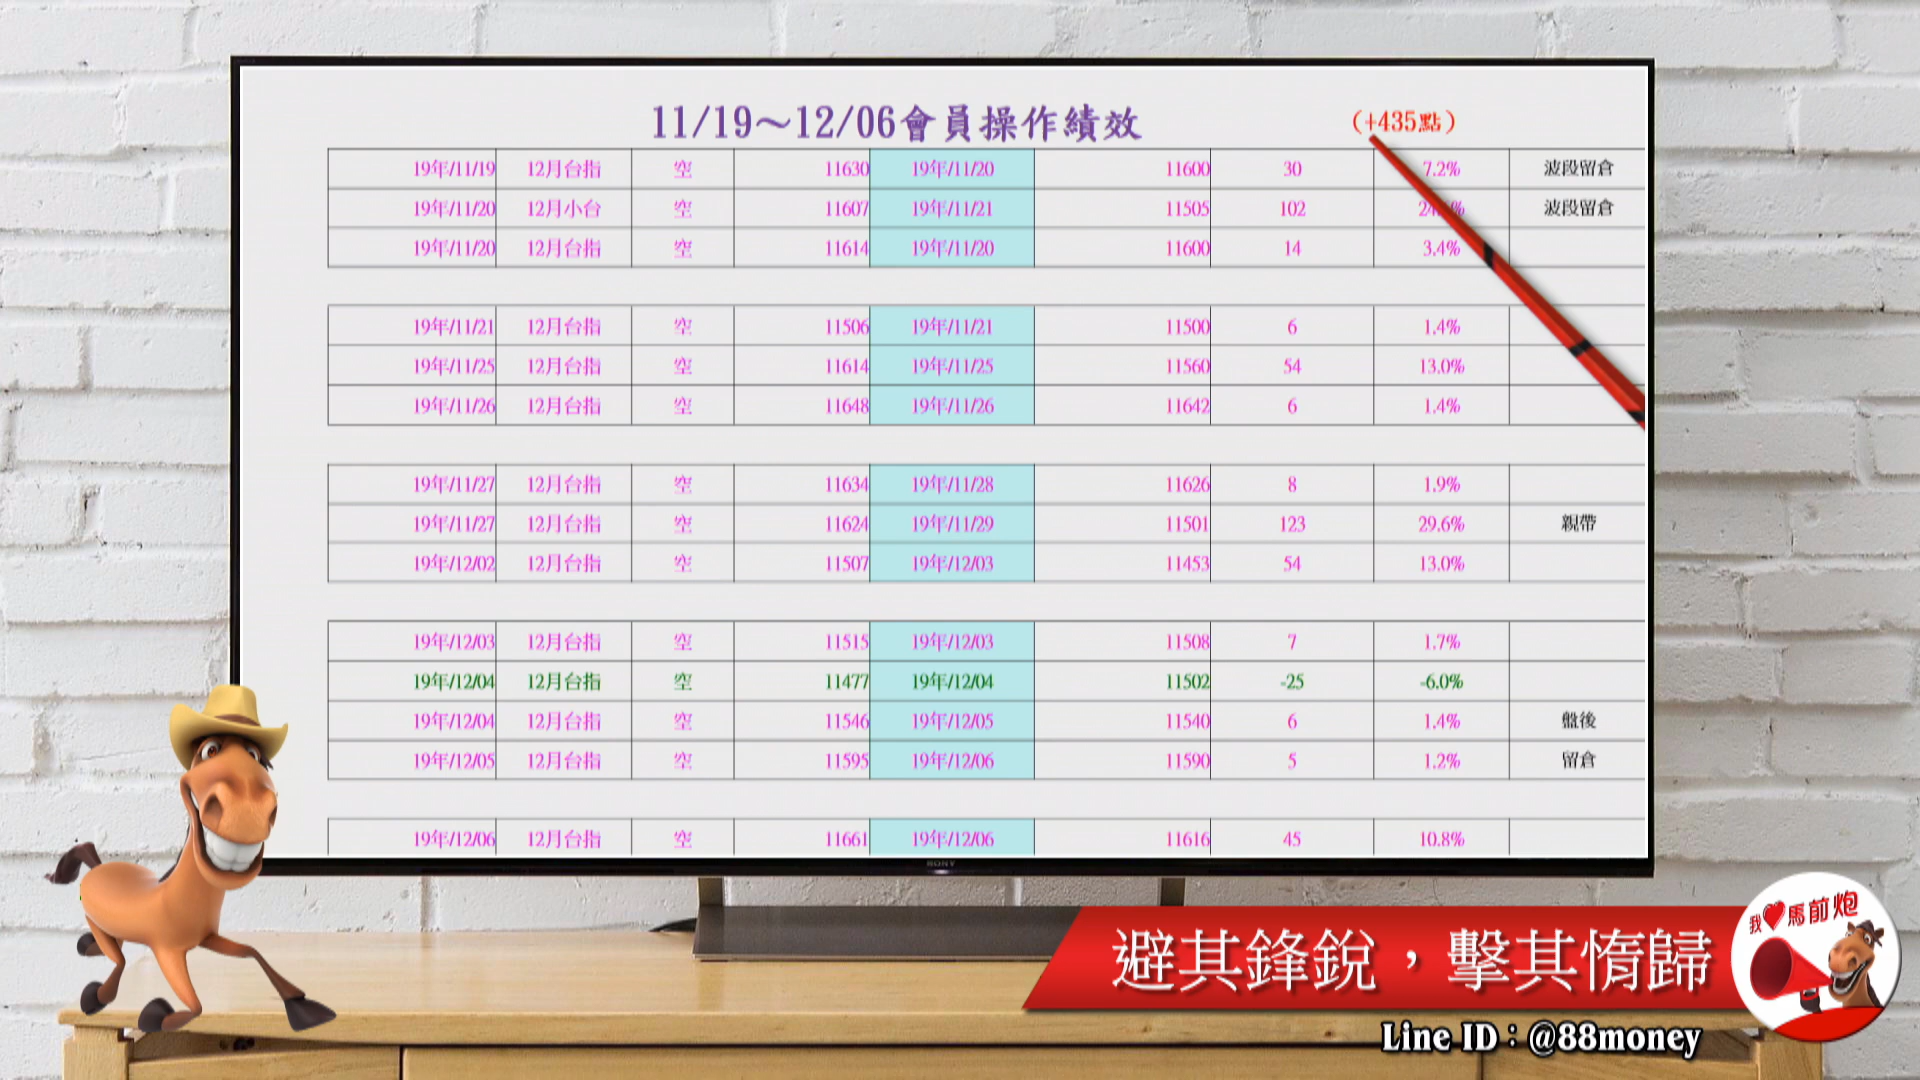 11/19～12/06會員操作績效 (+435點)
19年/11/19 12月台指 空 11630 19年/11/20 11600 30 7.2% 波段留倉
19年/11/20 12月小台 空 11607 19年/11/21 11505 102 波段留倉
19年/11/20 12月台指 空 11614 19年/11/20 11600 14 3.4%
19年/11/21 12月台指 空 11506 19年/11/21 11500 6 1.4%
19年/11/25 12月台指 空 11614 19年/11/25 11560 54 13.0%
19年/11/26 12月台指 空 11648 19年/11/26 11642 6 1.4%
19年/11/27 12月台指 空 11634 19年/11/28 11626 8 1.9%
19年/11/27 12月台指 空 11624 19年/11/29 11501 123 29.6% 親帶
19年/12/02 12月台指 空 11507 19年/12/03 11453 54 13.0%
19年/12/03 12月台指 空 11515 19年/12/03 11508 7 1.7%
19年/12/04 12月台指 空 11477 19年/12/04 11502 -25 -6.0%
19年/12/04 12月台指 空 11546 19年/12/05 11540 6 1.4% 盤後
19年/12/05 12月台指 空 11595 19年/12/06 11590 5 1.2% 留倉
19年/12/06 12月台指 空 11661 19年/12/06 11616 45 10.8%
SONY
我 馬前炮
避其鋒銳，擊其惰歸
Line ID：@88money